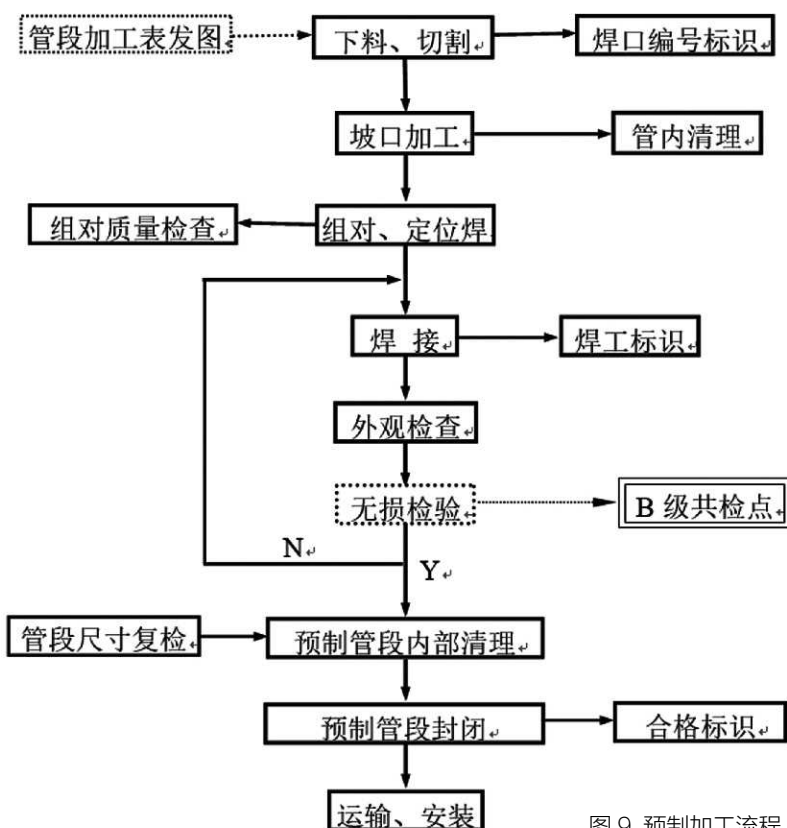 管段加工表发图
下料、切割
焊口编号标识
坡口加工
管内清理
组对质量检查
组对、定位焊
焊 接
焊工标识
外观检查
无损检验
B 级共检点
N
Y
管段尺寸复检
预制管段内部清理
预制管段封闭
合格标识
运输、安装
图 9 预制加工流程